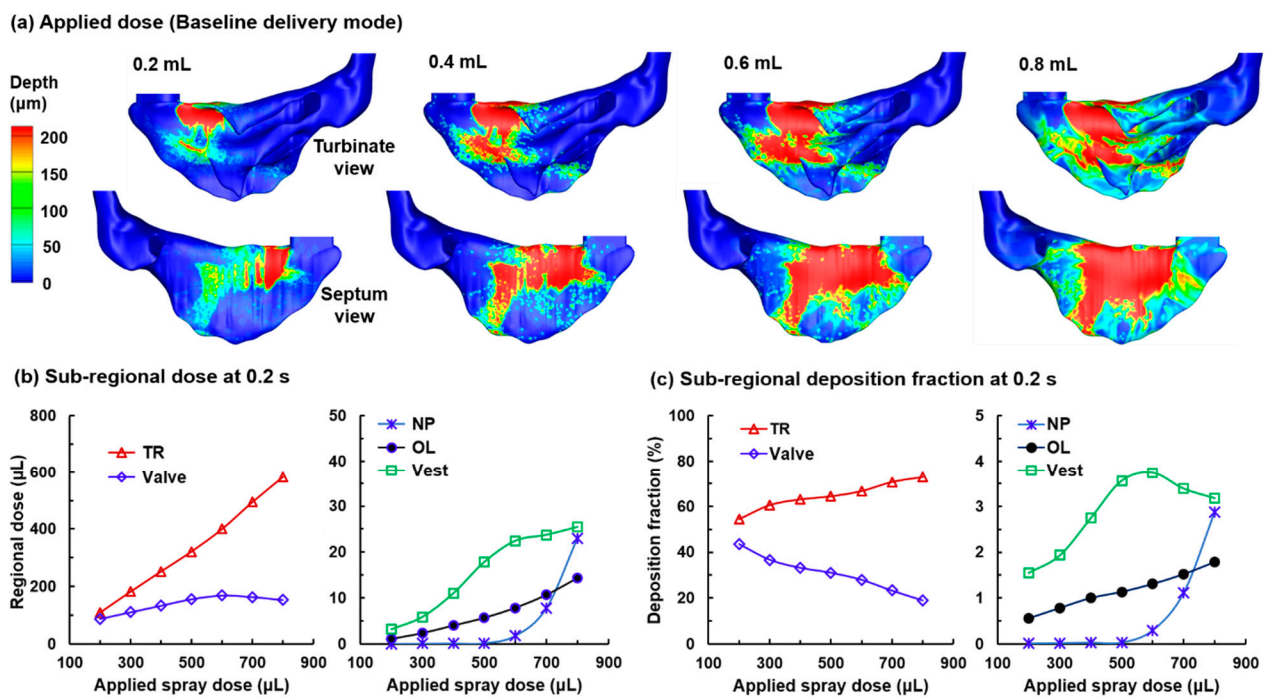 (a) Applied dose (Baseline delivery mode)
0.2 mL
0.4 mL
0.6 mL
0.8 mL
Depth
(µm)
200
150
100
50
0
Turbinate
view
Septum
view
(b) Sub-regional dose at 0.2 s
(c) Sub-regional deposition fraction at 0.2 s
Regional dose (µL)
800
600
400
200
0
TR
Valve
100 300 500 700 900
Applied spray dose (µL)
50
40
30
20
10
0
NP
OL
Vest
100 300 500 700 900
Applied spray dose (µL)
Deposition fraction (%)
100
80
60
40
20
0
TR
Valve
100 300 500 700 900
Applied spray dose (µL)
5
4
3
2
1
0
NP
OL
Vest
100 300 500 700 900
Applied spray dose (µL)